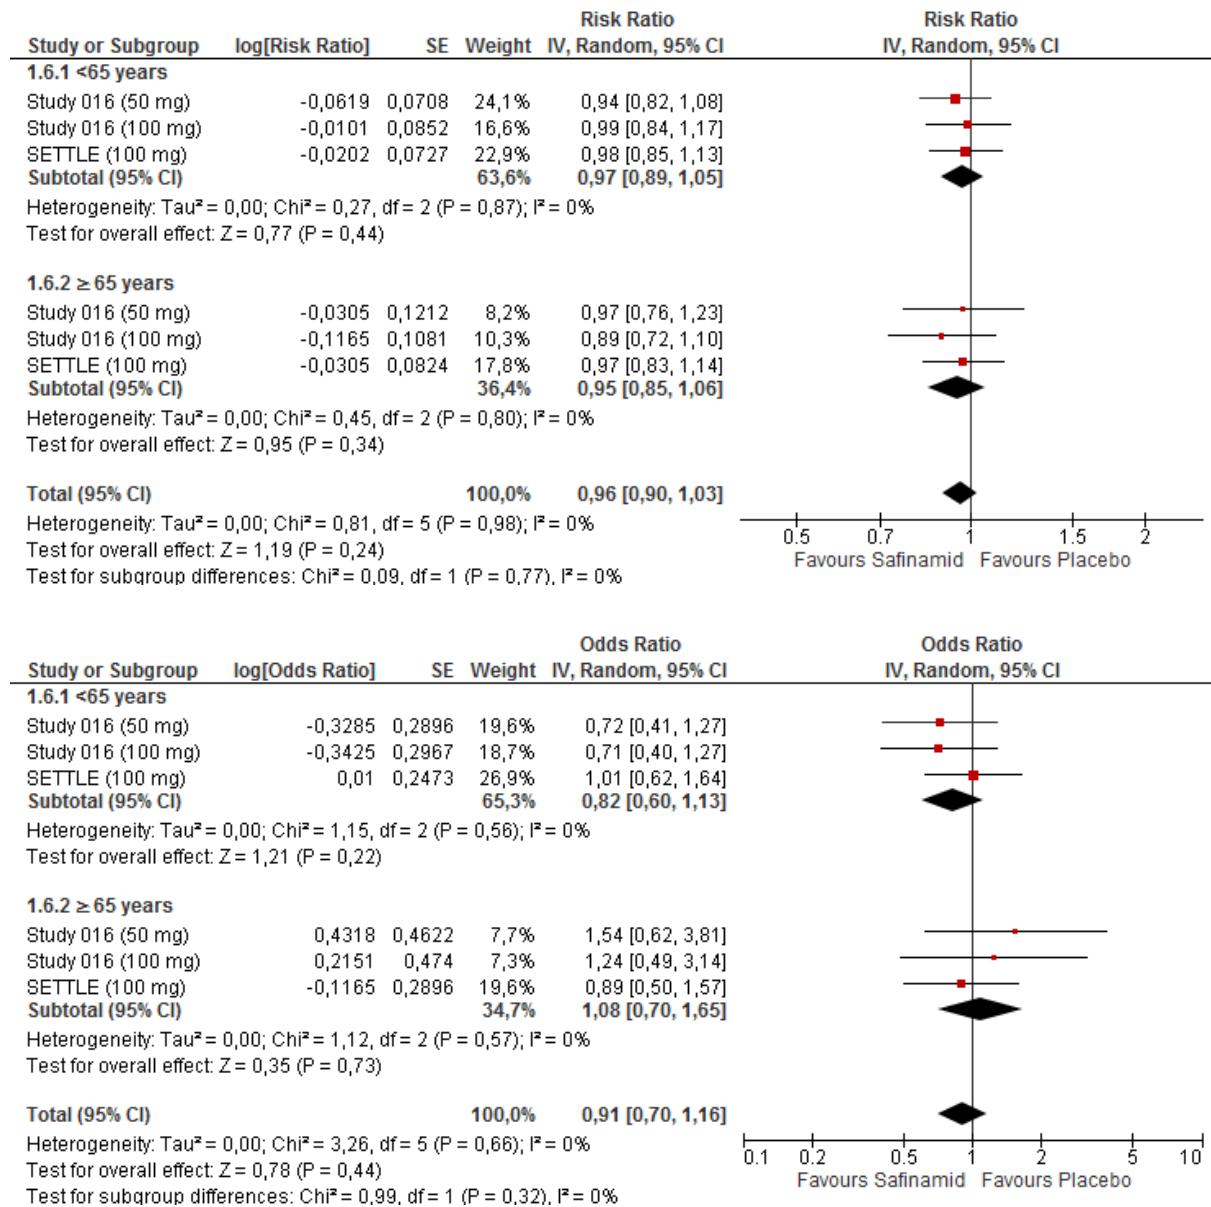 Risk Ratio Risk Ratio
Study or Subgroup log[Risk Ratio] SE Weight IV, Random, 95% CI IV, Random, 95% CI
1.6.1 <65 years
Study 016 (50 mg) -0,0619 0,0708 24,1% 0,94 [0,82, 1,08]
Study 016 (100 mg) -0,0101 0,0852 16,6% 0,99 [0,84, 1,17]
SETTLE (100 mg) -0,0202 0,0727 22,9% 0,98 [0,85, 1,13]
Subtotal (95% CI) 63,6% 0,97 [0,89, 1,05]
Heterogeneity: Tau² = 0,00; Chi² = 0,27, df = 2 (P = 0,87); I² = 0%
Test for overall effect: Z = 0,77 (P = 0,44)
1.6.2 ≥ 65 years
Study 016 (50 mg) -0,0305 0,1212 8,2% 0,97 [0,76, 1,23]
Study 016 (100 mg) -0,1165 0,1081 10,3% 0,89 [0,72, 1,10]
SETTLE (100 mg) -0,0305 0,0824 17,8% 0,97 [0,83, 1,14]
Subtotal (95% CI) 36,4% 0,95 [0,85, 1,06]
Heterogeneity: Tau² = 0,00; Chi² = 0,45, df = 2 (P = 0,80); I² = 0%
Test for overall effect: Z = 0,95 (P = 0,34)
Total (95% CI) 100,0% 0,96 [0,90, 1,03]
Heterogeneity: Tau² = 0,00; Chi² = 0,81, df = 5 (P = 0,98); I² = 0%
Test for overall effect: Z = 1,19 (P = 0,24)
Test for subgroup differences: Chi² = 0,09, df = 1 (P = 0,77), I² = 0%
0.5 0.7 1 1.5 2
Favours Safinamid Favours Placebo
Odds Ratio Odds Ratio
Study or Subgroup log[Odds Ratio] SE Weight IV, Random, 95% CI IV, Random, 95% CI
1.6.1 <65 years
Study 016 (50 mg) -0,3285 0,2896 19,6% 0,72 [0,41, 1,27]
Study 016 (100 mg) -0,3425 0,2967 18,7% 0,71 [0,40, 1,27]
SETTLE (100 mg) 0,01 0,2473 26,9% 1,01 [0,62, 1,64]
Subtotal (95% CI) 65,3% 0,82 [0,60, 1,13]
Heterogeneity: Tau² = 0,00; Chi² = 1,15, df = 2 (P = 0,56); I² = 0%
Test for overall effect: Z = 1,21 (P = 0,22)
1.6.2 ≥ 65 years
Study 016 (50 mg) 0,4318 0,4622 7,7% 1,54 [0,62, 3,81]
Study 016 (100 mg) 0,2151 0,474 7,3% 1,24 [0,49, 3,14]
SETTLE (100 mg) -0,1165 0,2896 19,6% 0,89 [0,50, 1,57]
Subtotal (95% CI) 34,7% 1,08 [0,70, 1,65]
Heterogeneity: Tau² = 0,00; Chi² = 1,12, df = 2 (P = 0,57); I² = 0%
Test for overall effect: Z = 0,35 (P = 0,73)
Total (95% CI) 100,0% 0,91 [0,70, 1,16]
Heterogeneity: Tau² = 0,00; Chi² = 3,26, df = 5 (P = 0,66); I² = 0%
Test for overall effect: Z = 0,78 (P = 0,44)
Test for subgroup differences: Chi² = 0,99, df = 1 (P = 0,32), I² = 0%
0.1 0.2 0.5 1 2 5 10
Favours Safinamid Favours Placebo